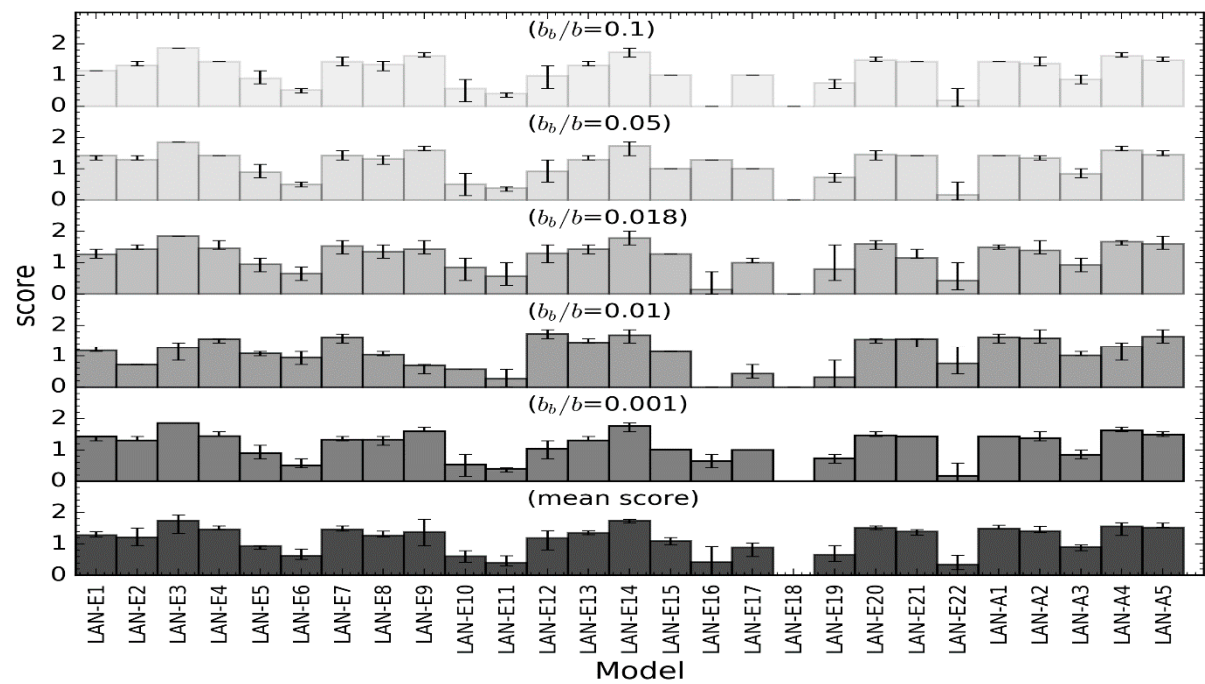 (b_b/b=0.1)
2
1
0
(b_b/b=0.05)
2
1
0
(b_b/b=0.018)
2
1
0
(b_b/b=0.01)
2
1
0
(b_b/b=0.001)
2
1
0
(mean score)
2
1
0
score
LAN-E1
LAN-E2
LAN-E3
LAN-E4
LAN-E5
LAN-E6
LAN-E7
LAN-E8
LAN-E9
LAN-E10
LAN-E11
LAN-E12
LAN-E13
LAN-E14
LAN-E15
LAN-E16
LAN-E17
LAN-E18
LAN-E19
LAN-E20
LAN-E21
LAN-E22
LAN-A1
LAN-A2
LAN-A3
LAN-A4
LAN-A5
Model